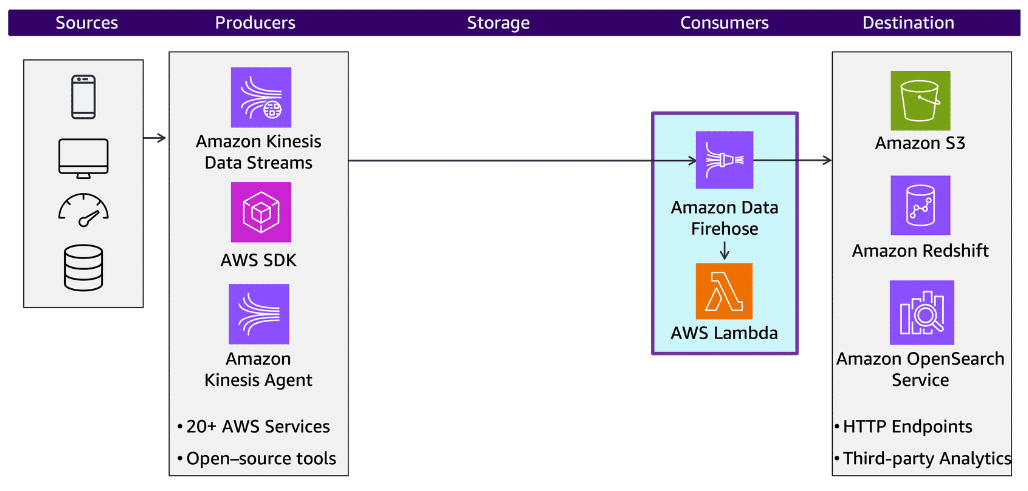 Sources
Producers
Storage
Consumers
Destination
Amazon Kinesis
Data Streams
AWS SDK
Amazon
Kinesis Agent
•20+ AWS Services
•Open–source tools
Amazon Data
Firehose
AWS Lambda
Amazon S3
Amazon Redshift
Amazon OpenSearch
Service
•HTTP Endpoints
•Third-party Analytics